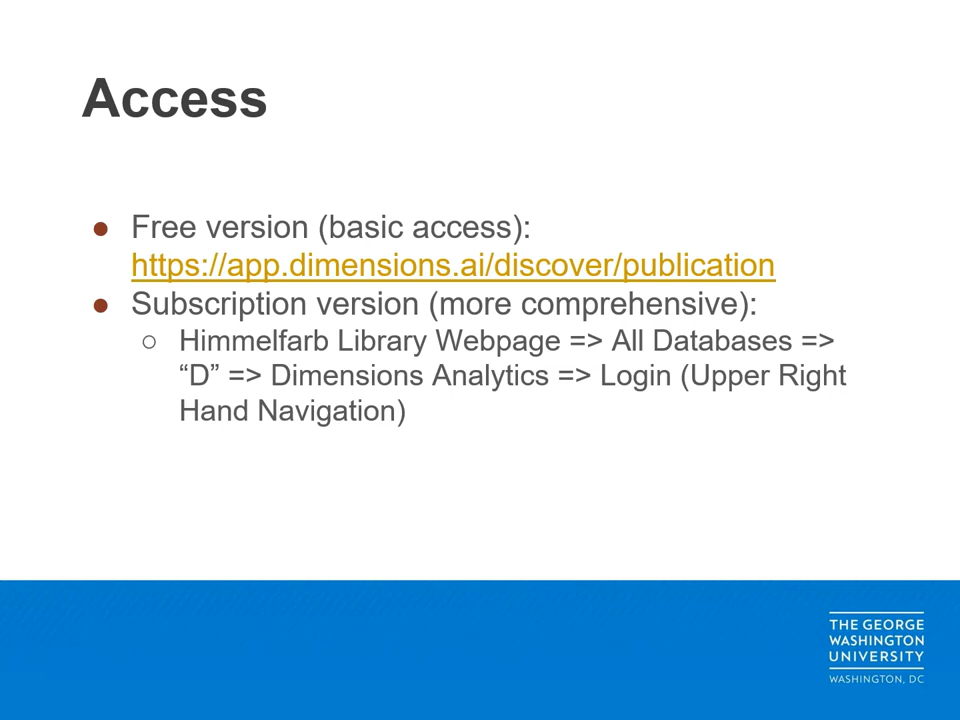 Access
● Free version (basic access):
https://app.dimensions.ai/discover/publication
● Subscription version (more comprehensive):
○ Himmelfarb Library Webpage => All Databases =>
“D” => Dimensions Analytics => Login (Upper Right
Hand Navigation)
THE GEORGE
WASHINGTON
UNIVERSITY
WASHINGTON, DC